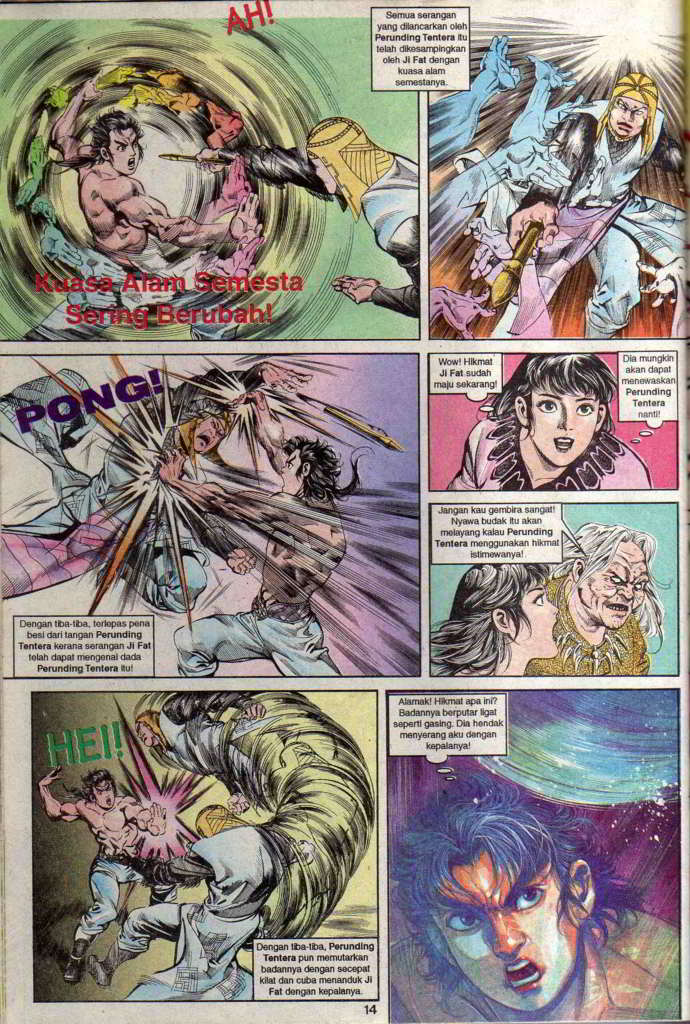 AH!
Semua serangan
yang dilancarkan oleh
Perunding Tentera itu
telah dikesampingkan
oleh Ji Fat dengan
kuasa alam
semestanya.
Kuasa Alam Semesta
Sering Berubah!
PONG!
Dengan tiba-tiba, terlepas pena
besi dari tangan Perunding
Tentera kerana serangan Ji Fat
telah dapat mengenai dada
Perunding Tentera itu!
Wow! Hikmat
Ji Fat sudah
maju sekarang!
Dia mungkin
akan dapat
menewaskan
Perunding
Tentera
nanti!
Jangan kau gembira sangat!
Nyawa budak itu akan
melayang kalau Perunding
Tentera menggunakan hikmat
istimewanya!
HEI!
Dengan tiba-tiba, Perunding
Tentera pun memutarkan
badannya dengan secepat
kilat dan cuba menanduk Ji
Fat dengan kepalanya.
Alamak! Hikmat apa ini?
Badannya berputar ligat
seperti gasing. Dia hendak
menyerang aku dengan
kepalanya!
14